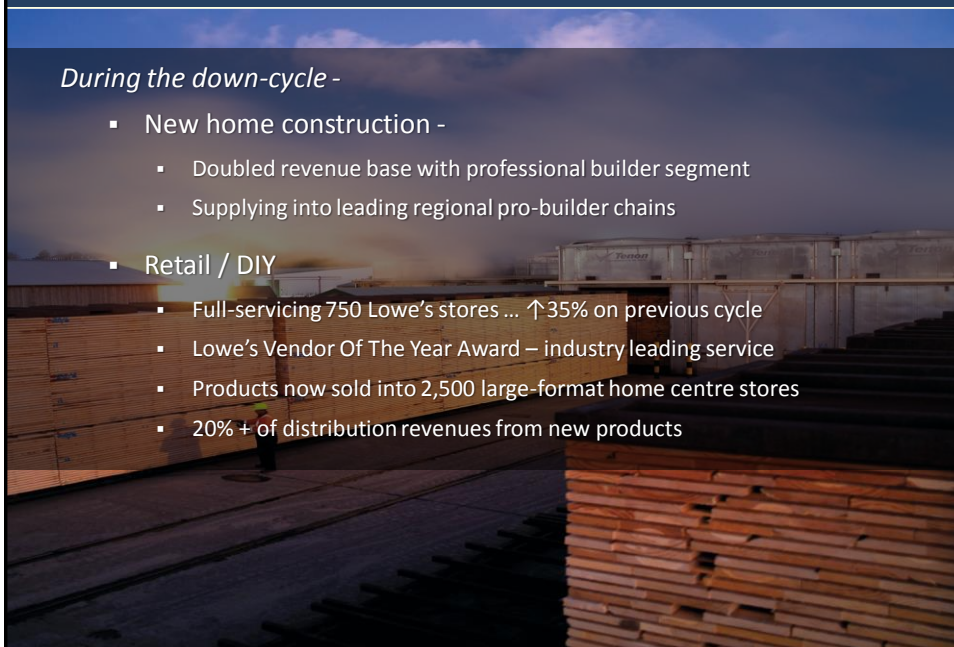 During the down-cycle -
▪ New home construction -
▪ Doubled revenue base with professional builder segment
▪ Supplying into leading regional pro-builder chains
▪ Retail / DIY
▪ Full-servicing 750 Lowe's stores … ↑35% on previous cycle
▪ Lowe's Vendor Of The Year Award – industry leading service
▪ Products now sold into 2,500 large-format home centre stores
▪ 20% + of distribution revenues from new products
Tenon